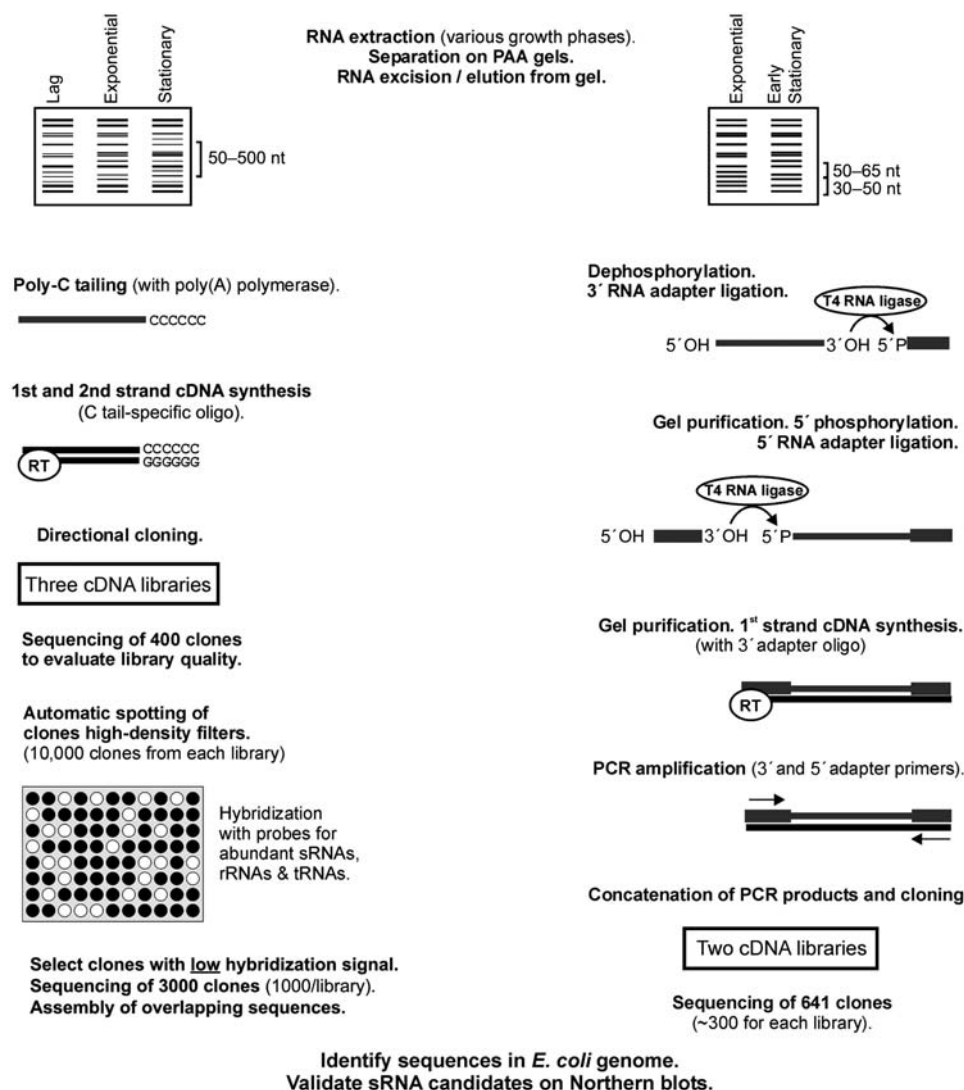 RNA extraction (various growth phases).
Separation on PAA gels.
RNA excision / elution from gel.
Lag
Exponential
Stationary
50–500 nt
Poly-C tailing (with poly(A) polymerase).
CCCCCC
1st and 2nd strand cDNA synthesis
(C tail-specific oligo).
CCCCCC
GGGGGG
RT
Directional cloning.
Three cDNA libraries
Sequencing of 400 clones
to evaluate library quality.
Automatic spotting of
clones high-density filters.
(10,000 clones from each library)
Hybridization
with probes for
abundant sRNAs,
rRNAs & tRNAs.
Select clones with low hybridization signal.
Sequencing of 3000 clones (1000/library).
Assembly of overlapping sequences.
Exponential
Early
Stationary
50–65 nt
30–50 nt
Dephosphorylation.
3´ RNA adapter ligation.
T4 RNA ligase
5´OH 3´OH 5´P
Gel purification. 5´ phosphorylation.
5´ RNA adapter ligation.
T4 RNA ligase
5´OH 3´OH 5´P
Gel purification. 1st strand cDNA synthesis.
(with 3´ adapter oligo)
RT
PCR amplification (3´ and 5´ adapter primers).
Concatenation of PCR products and cloning
Two cDNA libraries
Sequencing of 641 clones
(~300 for each library).
Identify sequences in E. coli genome.
Validate sRNA candidates on Northern blots.